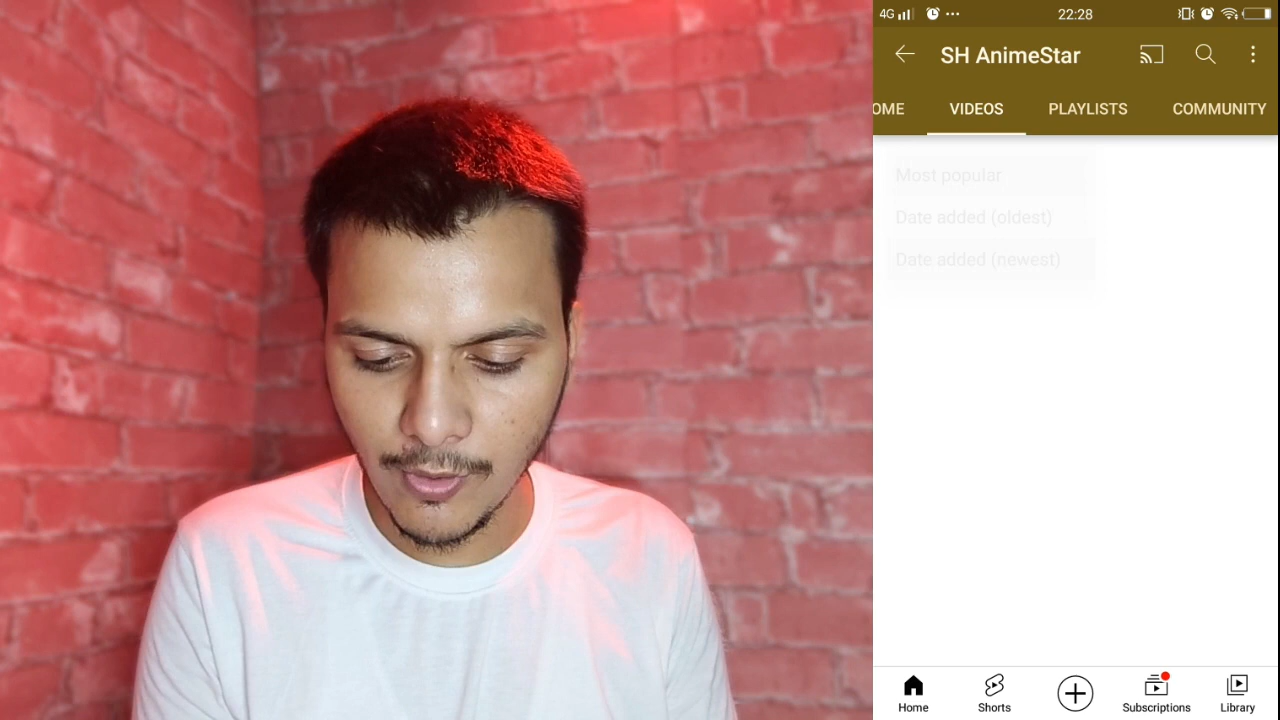 4G 22:28
SH AnimeStar
OME VIDEOS PLAYLISTS COMMUNITY
Most popular
Date added (oldest)
Date added (newest)
Home Shorts Subscriptions Library